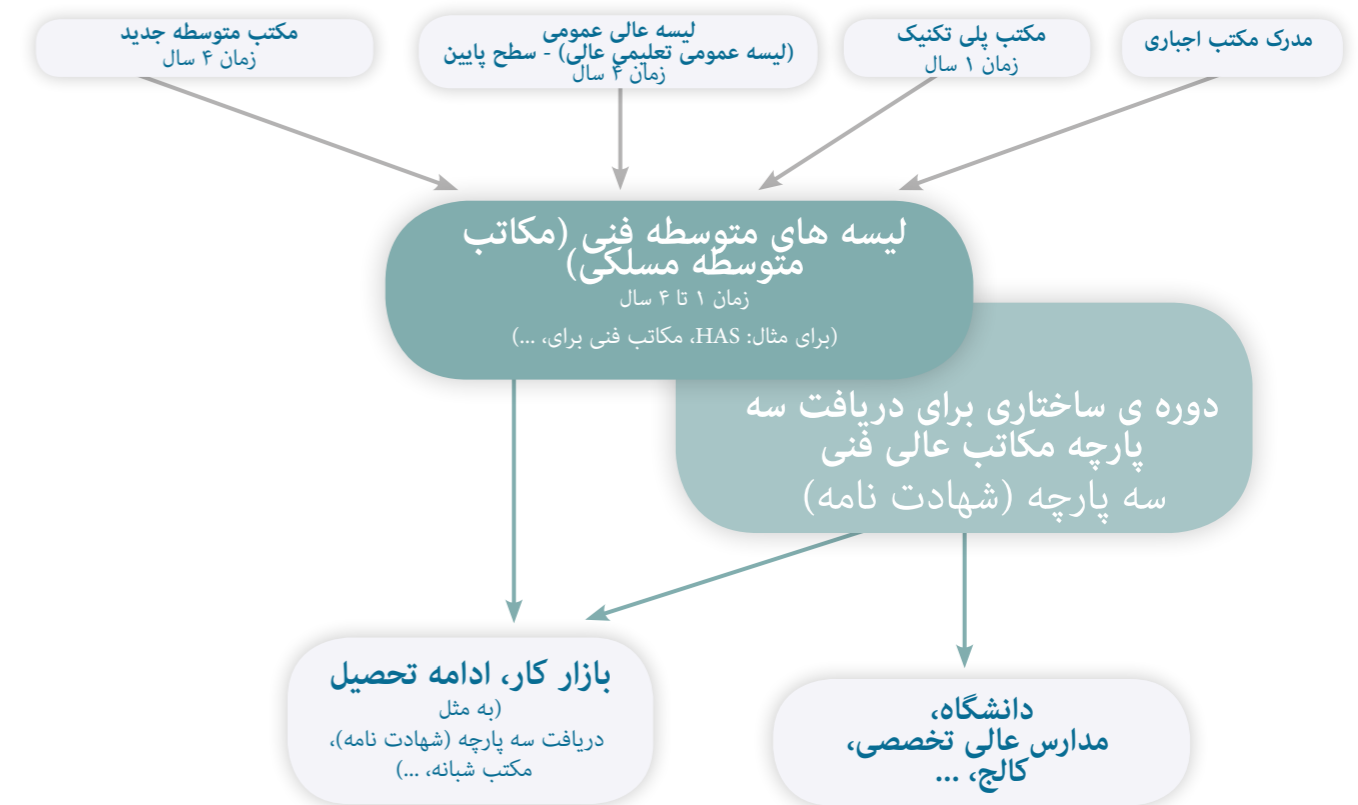 مدرک مکتب اجباری
مکتب پلی تکنیک
زمان ۱ سال
لیسه عالی عمومی
(لیسه عمومی تعلیمی عالی) - سطح پایین
زمان ۴ سال
مکتب متوسطه جدید
زمان ۴ سال
لیسه های متوسطه فنی (مکاتب
متوسطه مسلکی)
زمان ۱ تا ۴ سال
(برای مثال: HAS، مکاتب فنی برای، ...)
دوره ی ساختاری برای دریافت سه
پارچه مکاتب عالی فنی
سه پارچه (شهادت نامه)
بازار کار، ادامه تحصیل
(به مثل
دریافت سه پارچه (شهادت نامه)،
مکتب شبانه، ...)
دانشگاه،
مدارس عالی تخصصی،
کالج، ...